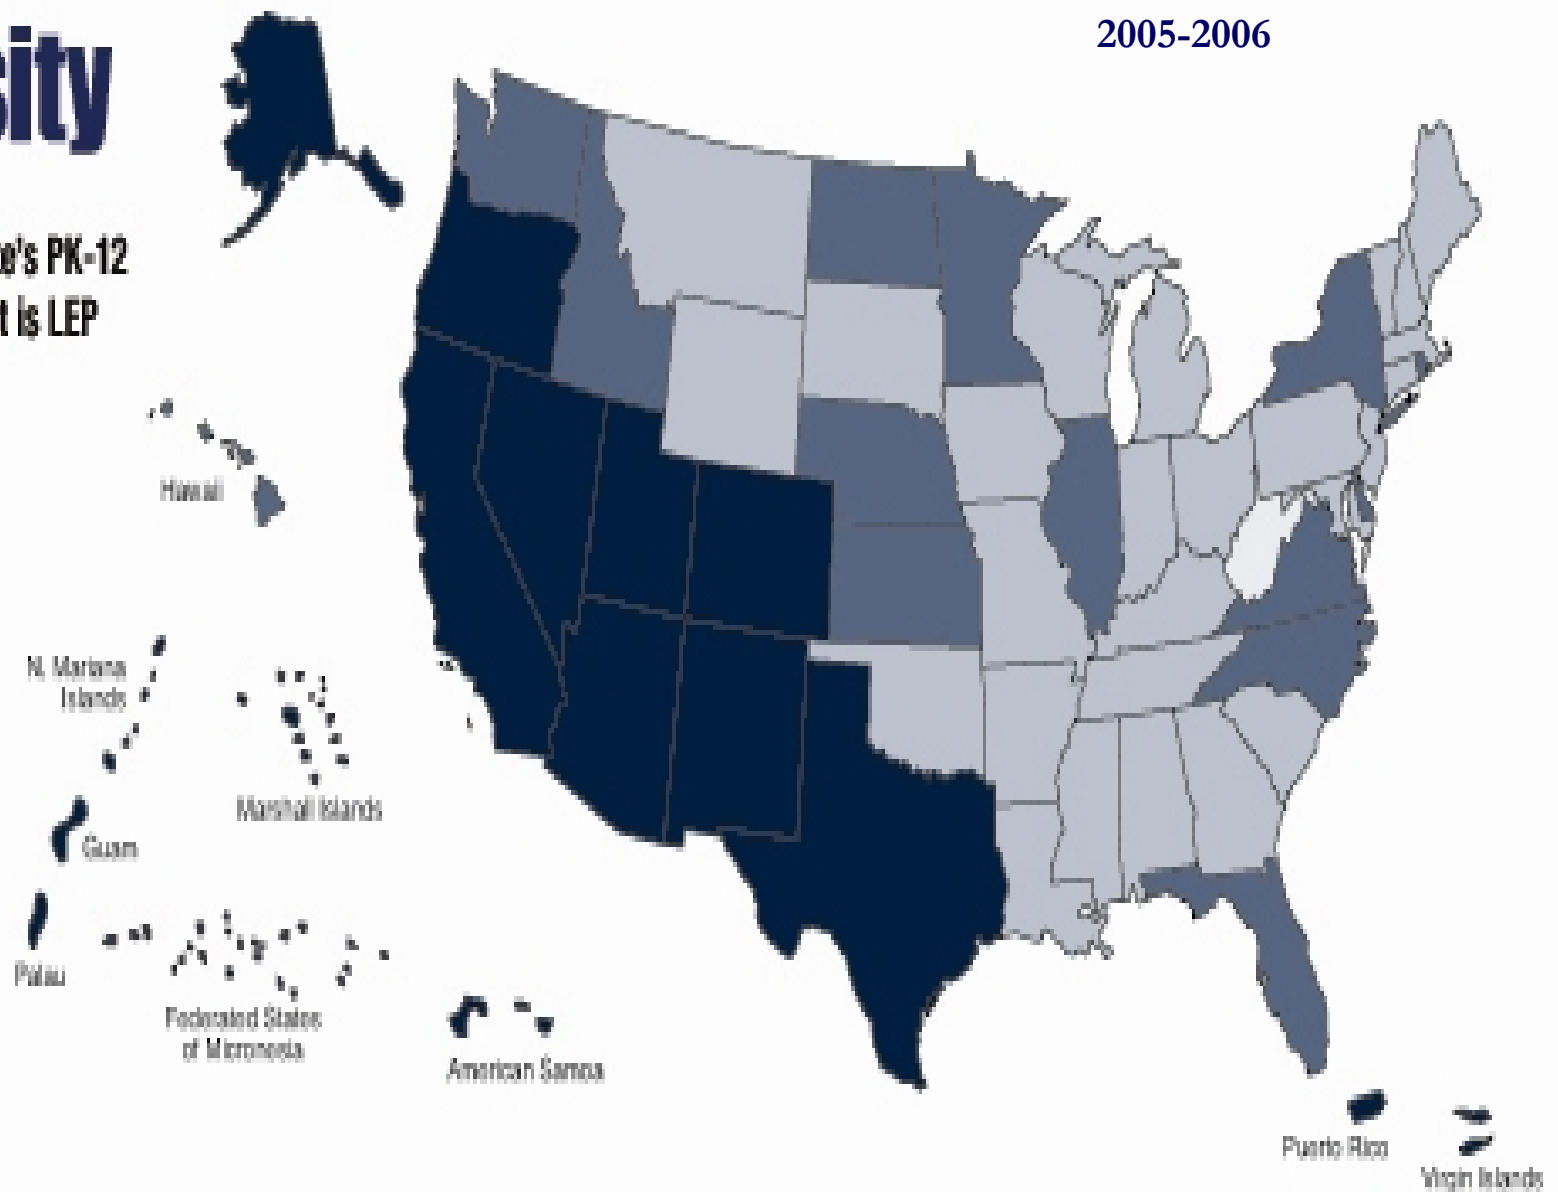 2005-2006
sity
e's PK-12
t is LEP
Hawaii
N. Mariana
Islands
Marshall Islands
Guam
Palau
Federated States
of Micronesia
American Samoa
Puerto Rico
Virgin Islands